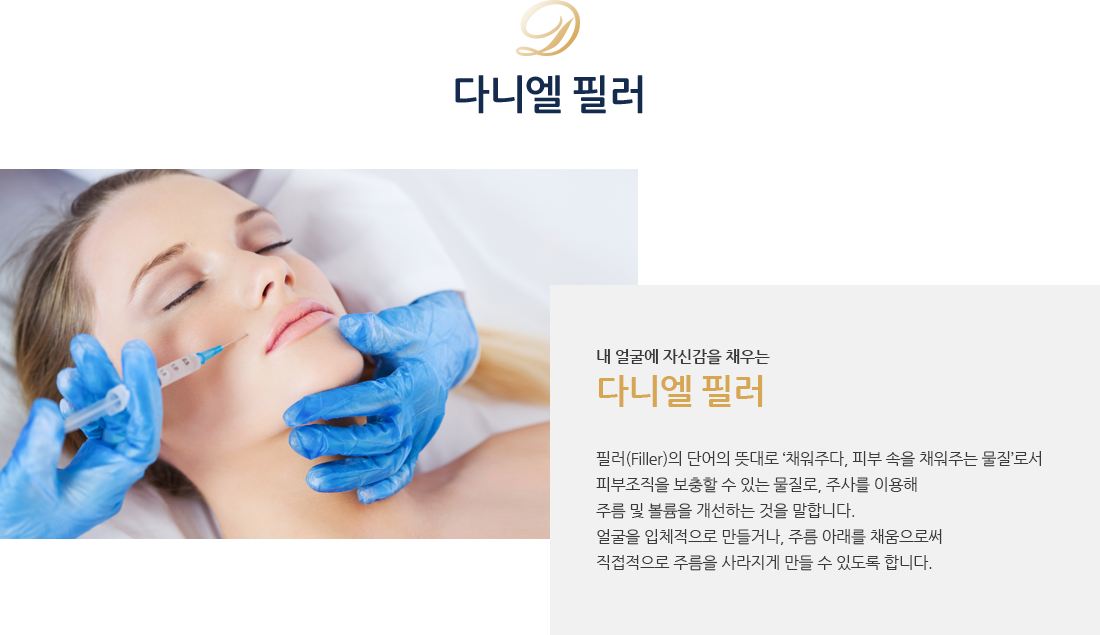 D
다니엘 필러
내 얼굴에 자신감을 채우는
다니엘 필러
필러(Filler)의 단어의 뜻대로 ‘채워주다, 피부 속을 채워주는 물질’로서
피부조직을 보충할 수 있는 물질로, 주사를 이용해
주름 및 볼륨을 개선하는 것을 말합니다.
얼굴을 입체적으로 만들거나, 주름 아래를 채움으로써
직접적으로 주름을 사라지게 만들 수 있도록 합니다.